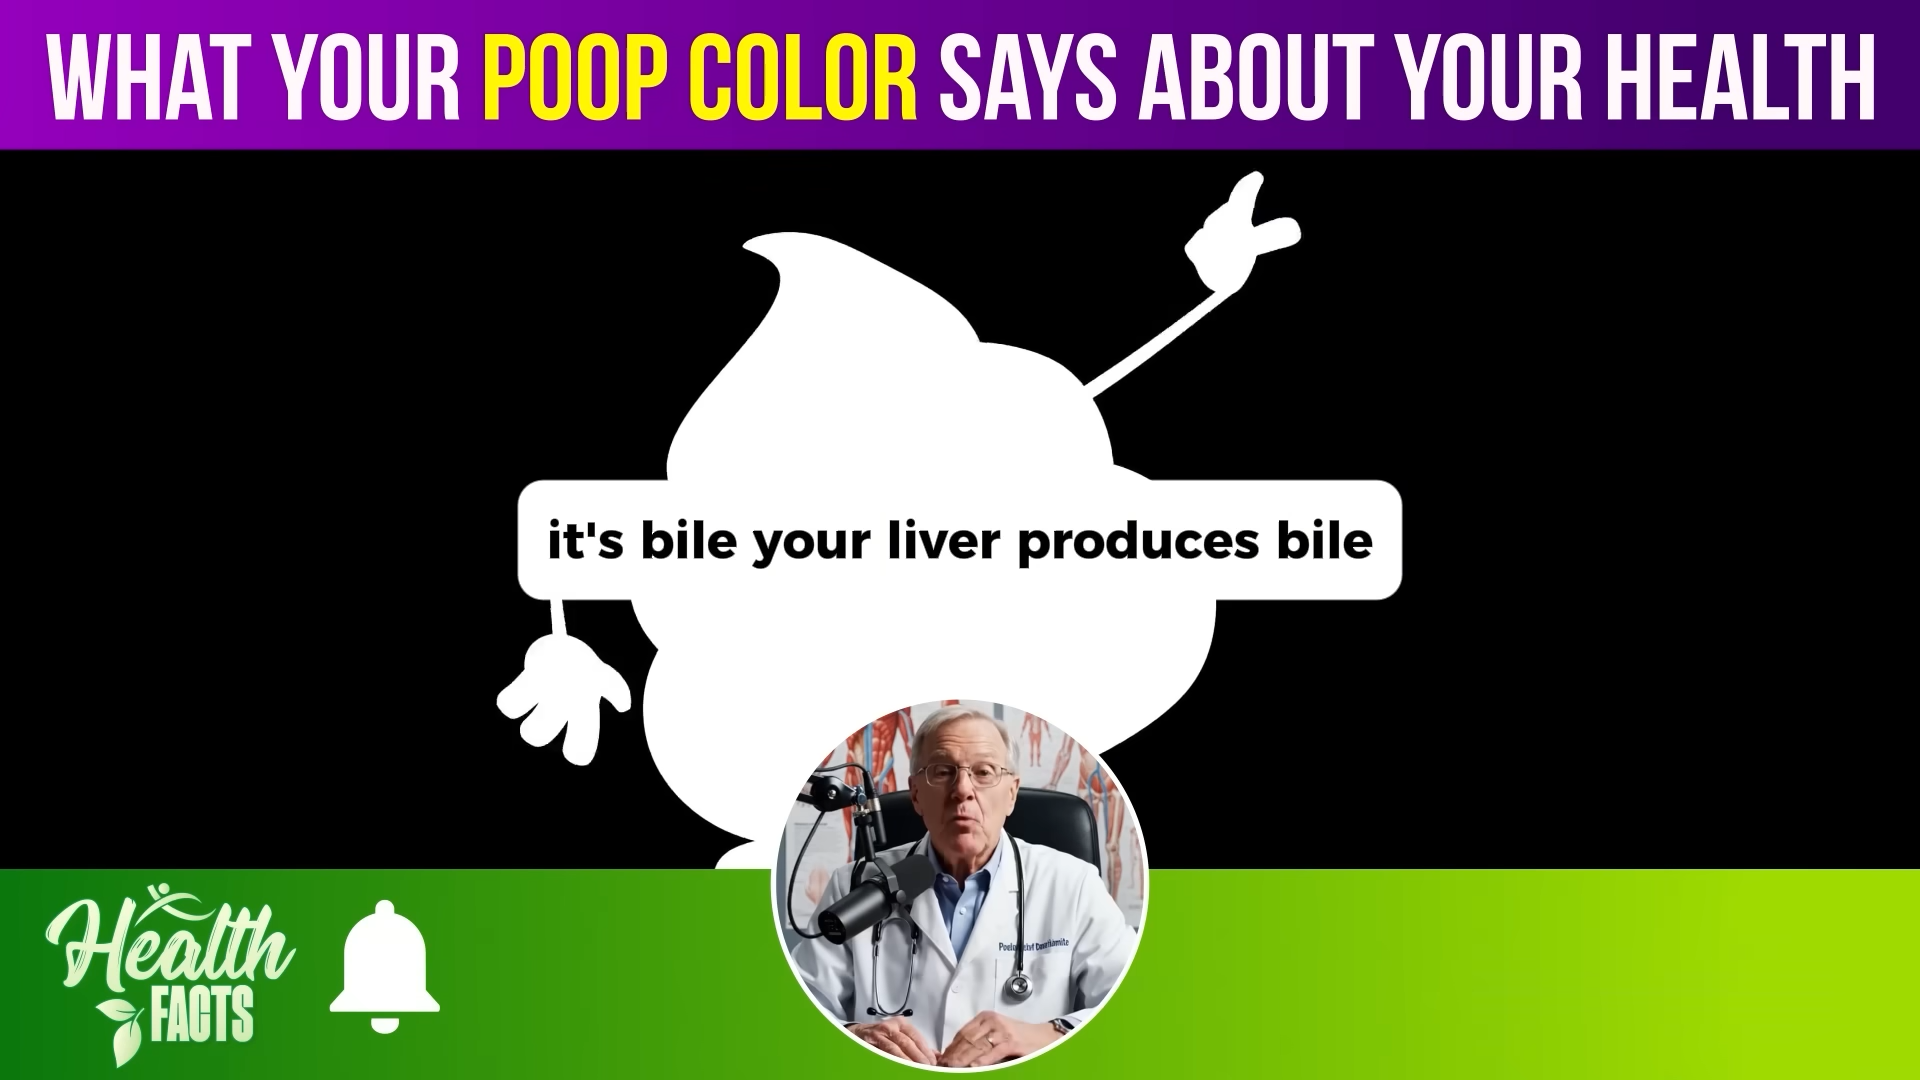 WHAT YOUR POOP COLOR SAYS ABOUT YOUR HEALTH
it's bile your liver produces bile
Health
FACTS